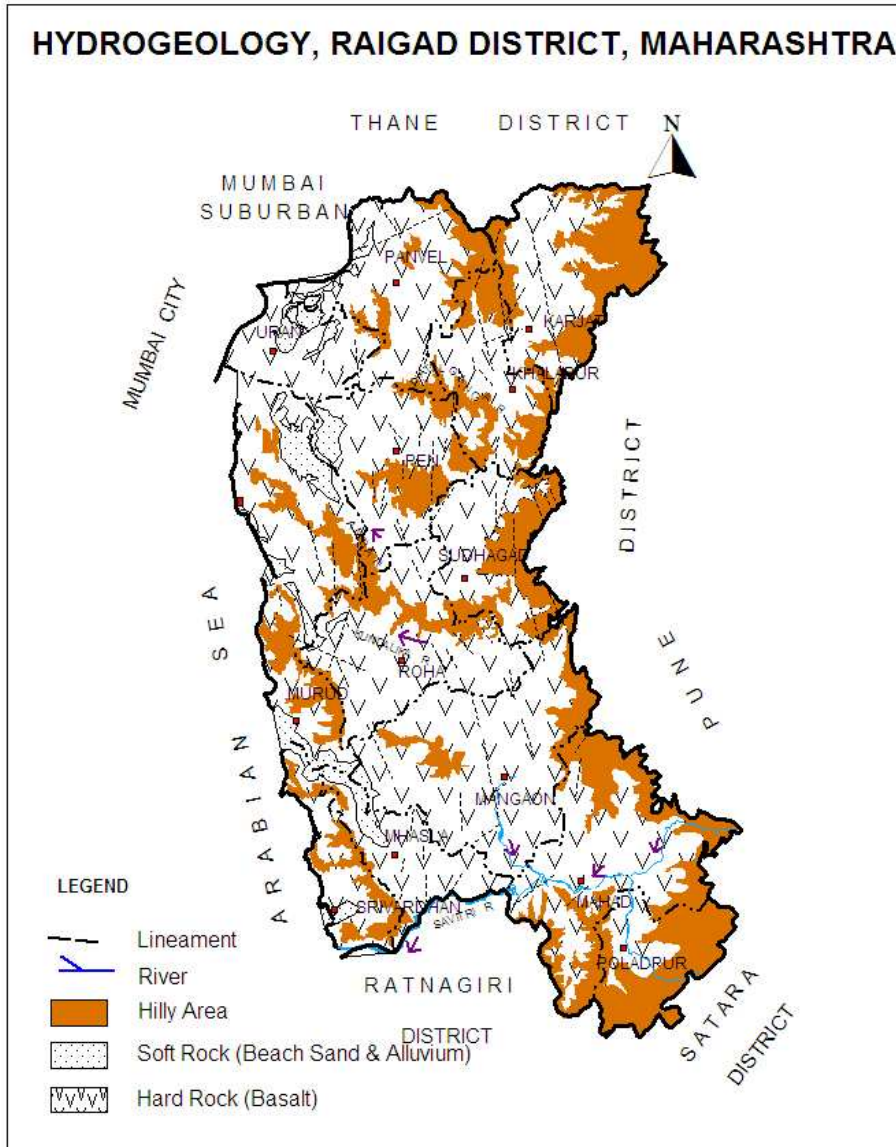 HYDROGEOLOGY, RAIGAD DISTRICT, MAHARASHTRA
THANE DISTRICT
N
MUMBAI
SUBURBAN
PANVEL
MUMBAI CITY
URAN
KARJAT
KHALAPUR
PEN
DISTRICT
SUDHAGAD
PUNE
ARABIAN SEA
R
ROHA
MURUD
MANGAON
MHASLA
SRIVARDHAN
SAVITRI R
MAHAD
POLADPUR
RATNAGIRI
DISTRICT
SATARA
DISTRICT
LEGEND
Lineament
River
Hilly Area
Soft Rock (Beach Sand & Alluvium)
Hard Rock (Basalt)